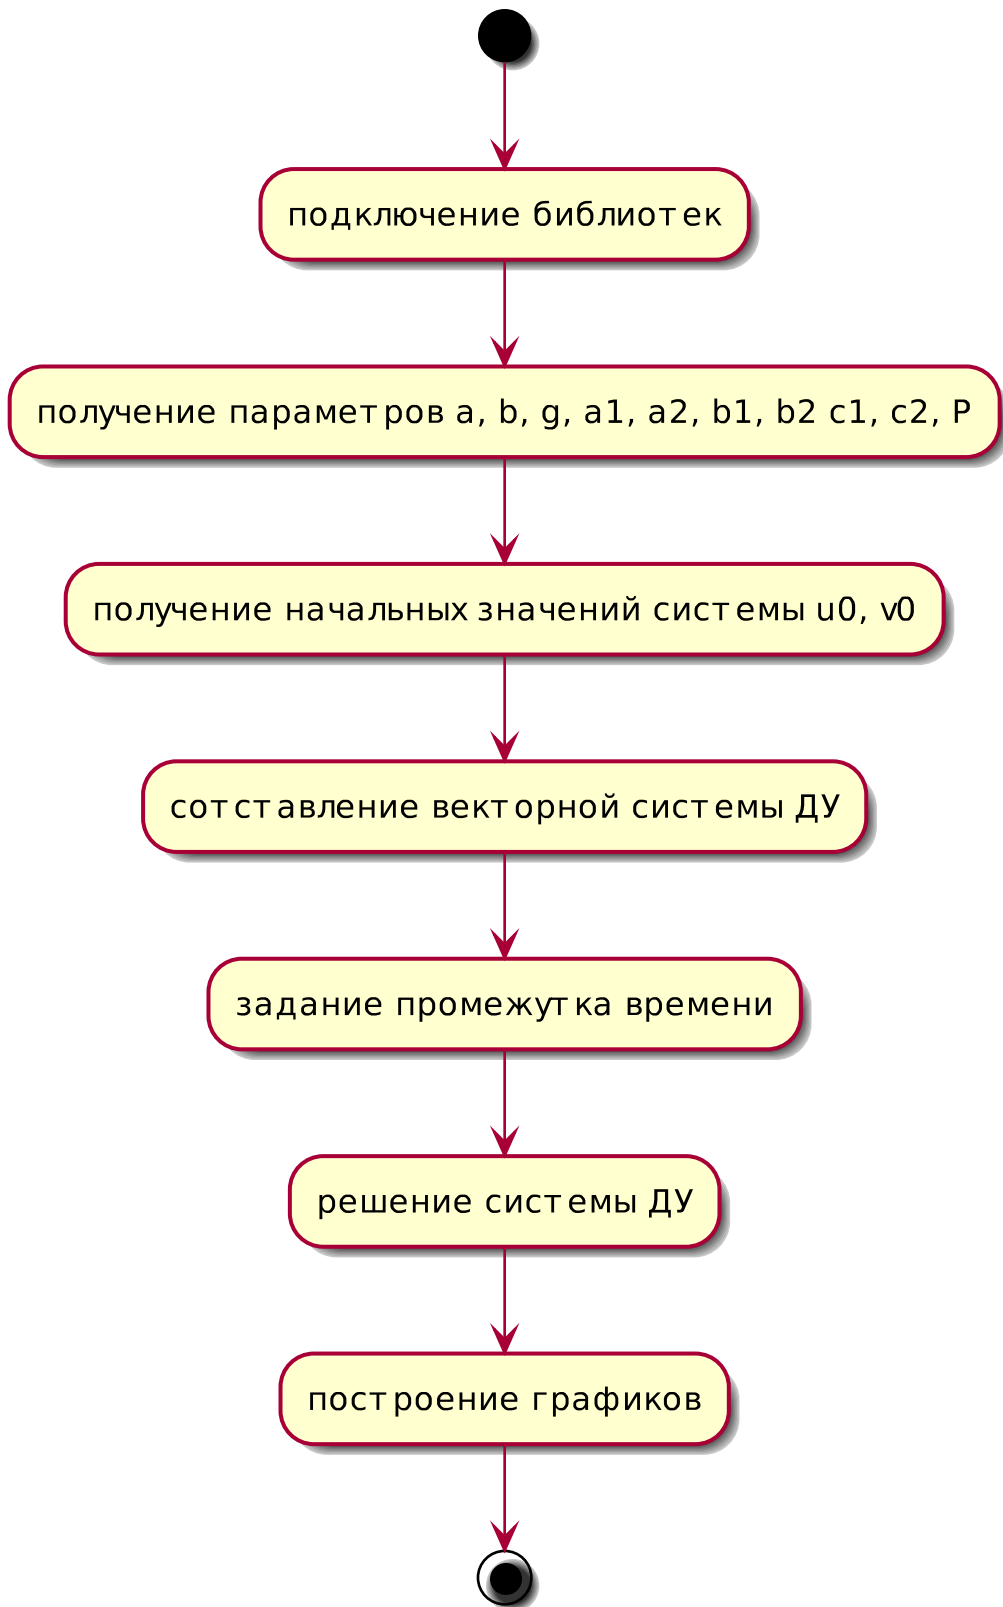 подключение библиотек
получение параметров a, b, g, a1, a2, b1, b2 c1, c2, P
получение начальных значений системы u0, v0
сотставление векторной системы ДУ
задание промежутка времени
решение системы ДУ
построение графиков